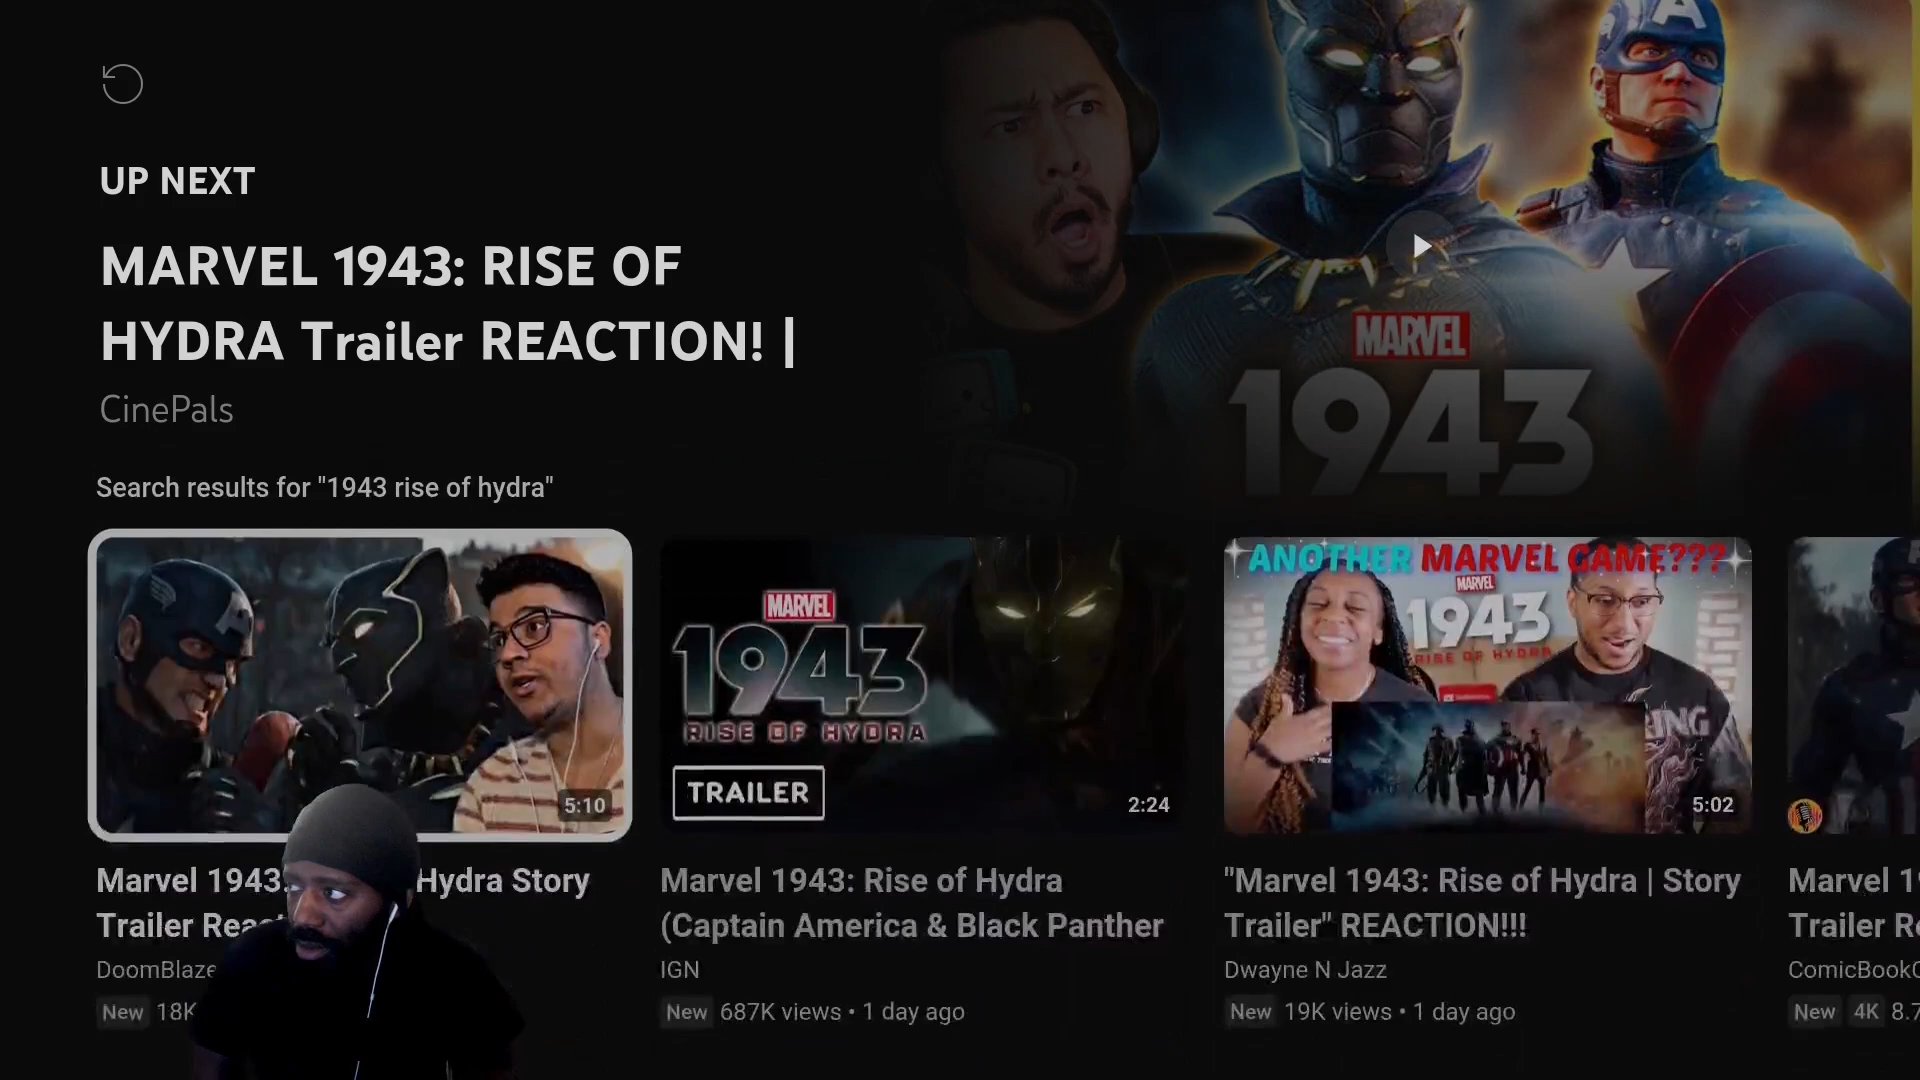 UP NEXT
MARVEL 1943: RISE OF
HYDRA Trailer REACTION! |
CinePals
MARVEL
1943
Search results for "1943 rise of hydra"
5:10
MARVEL
1943
RISE OF HYDRA
TRAILER
2:24
ANOTHER MARVEL GAME???
MARVEL
1943
RISE OF HYDRA
5:02
Marvel 1943: Hydra Story
Trailer Reac
DoomBlaze
New 18K
Marvel 1943: Rise of Hydra
(Captain America & Black Panther
IGN
New 687K views • 1 day ago
"Marvel 1943: Rise of Hydra | Story
Trailer" REACTION!!!
Dwayne N Jazz
New 19K views • 1 day ago
Marvel 1
Trailer R
ComicBook
New 4K 8.7